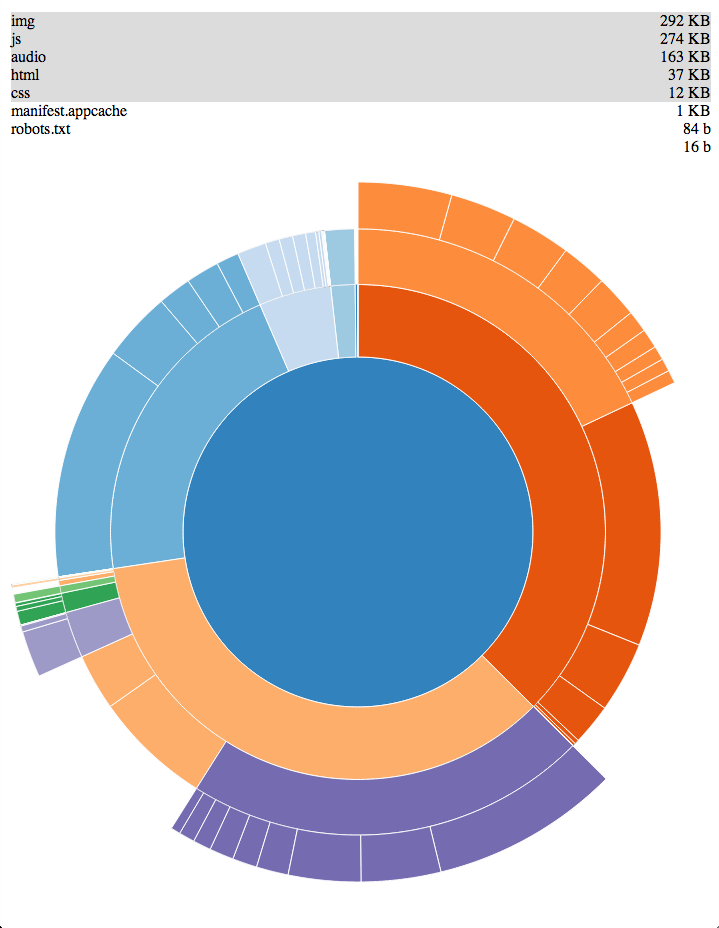 img 292 KB
js 274 KB
audio 163 KB
html 37 KB
css 12 KB
manifest.appcache 1 KB
robots.txt 84 b
16 b